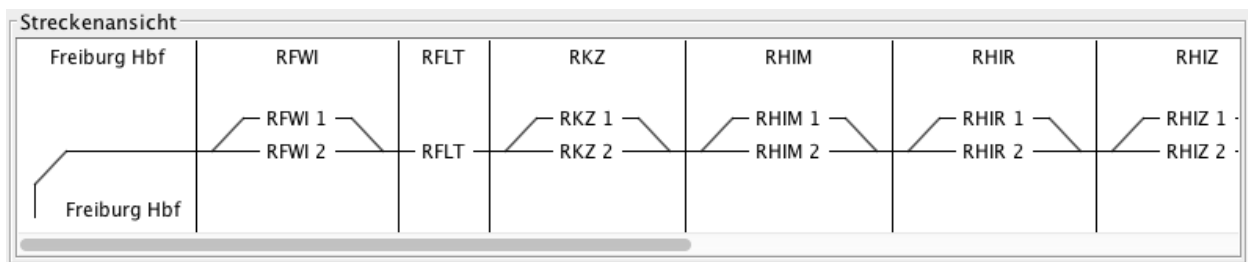 Streckenansicht
Freiburg Hbf RFWI RFLT RKZ RHIM RHIR RHIZ
RFWI 1 RKZ 1 RHIM 1 RHIR 1 RHIZ 1
RFWI 2 RFLT RKZ 2 RHIM 2 RHIR 2 RHIZ 2
Freiburg Hbf